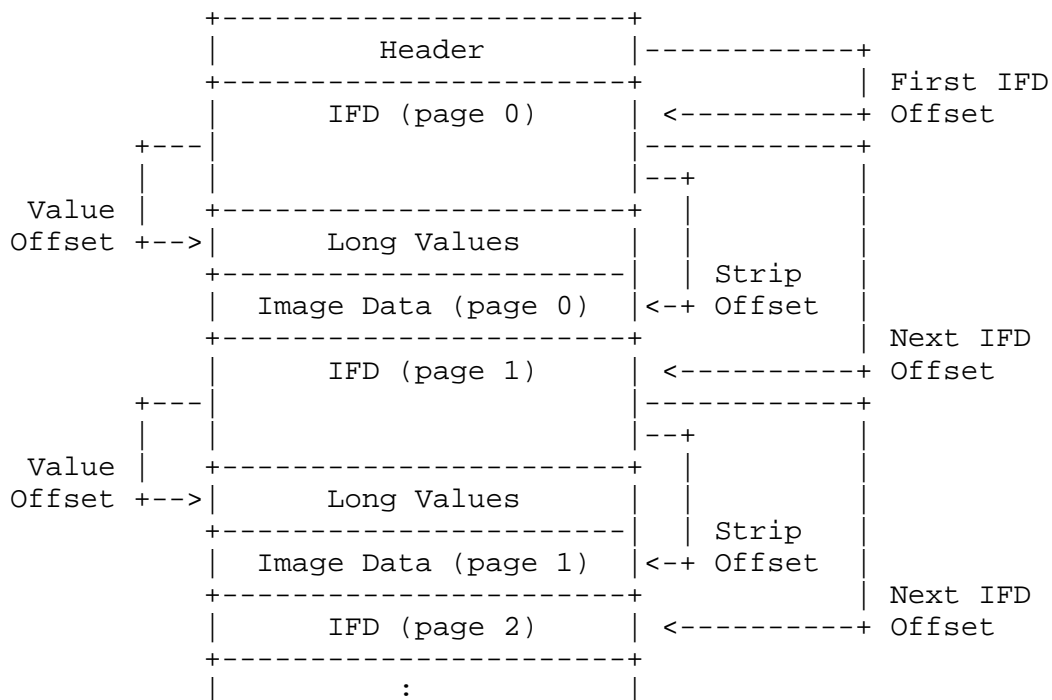 +-----------------------+
|         Header        |------------+
+-----------------------+            | First IFD
|      IFD (page 0)     | <----------+ Offset
+---|                       |------------+
|   |                       |--+         |
Value |   +-----------------------+  |         |
Offset +-->|      Long Values      |  |         |
+-----------------------|  | Strip   |
|  Image Data (page 0)  |<-+ Offset  |
+-----------------------+            | Next IFD
|      IFD (page 1)     | <----------+ Offset
+---|                       |------------+
|   |                       |--+         |
Value |   +-----------------------+  |         |
Offset +-->|      Long Values      |  |         |
+-----------------------|  | Strip   |
|  Image Data (page 1)  |<-+ Offset  |
+-----------------------+            | Next IFD
|      IFD (page 2)     | <----------+ Offset
+-----------------------+
|          :            |